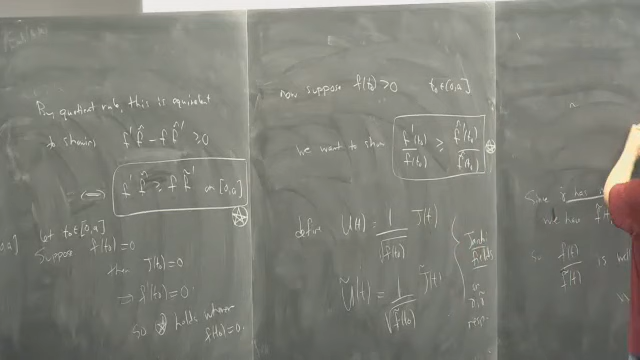 By quotient rule, this is equivalent
to showing f' f̃ - f f̃' ≥ 0
⟺ f' f̃ ≥ f f̃' on [0,a]
Let t₀∈[0,a]
Suppose f(t₀)=0
then J(t₀)=0
⇒ f'(t₀)=0
so holds where
f(t₀)=0.
now suppose f(t₀)>0 t₀∈[0,a]
we want to show f'(t₀)/f(t₀) ≥ f̃'(t₀)/f̃(t₀)
define U(t) = 1/√f(t₀) J(t)
Ũ(t) = 1/√f̃(t₀) J̃(t)
Jacobi
fields
resp.
Since has
we have
so f(t)/f̃(t) is